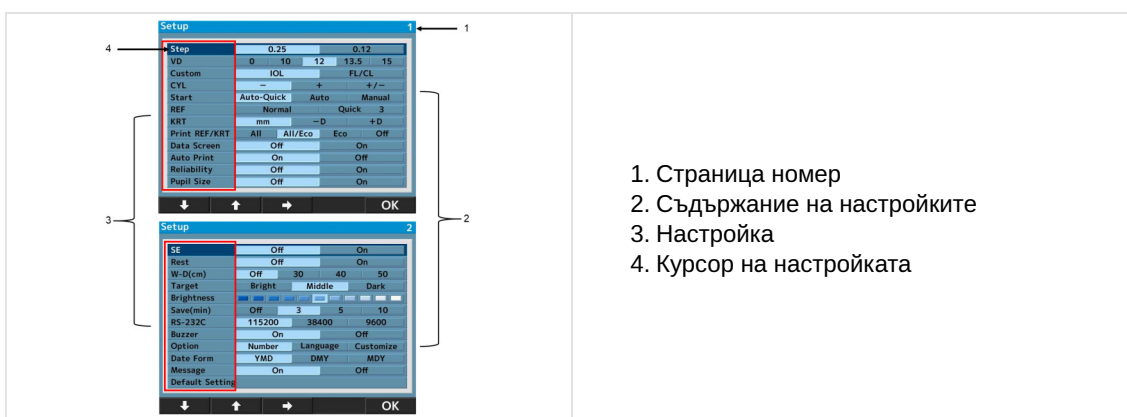 Setup 1
1
4
Step 0.25 0.12
VD 0 10 12 13.5 15
Custom IOL FL/CL
CYL − + +/−
Start Auto-Quick Auto Manual
REF Normal Quick 3
KRT mm −D +D
Print REF/KRT All All/Eco Eco Off
Data Screen Off On
Auto Print On Off
Reliability Off On
Pupil Size Off On
OK
3
2
Setup 2
SE Off On
Rest Off On
W-D(cm) Off 30 40 50
Target Bright Middle Dark
Brightness
Save(min) Off 3 5 10
RS-232C 115200 38400 9600
Buzzer On Off
Option Number Language Customize
Date Form YMD DMY MDY
Message On Off
Default Setting
OK
1. Страница номер
2. Съдържание на настройките
3. Настройка
4. Курсор на настройката